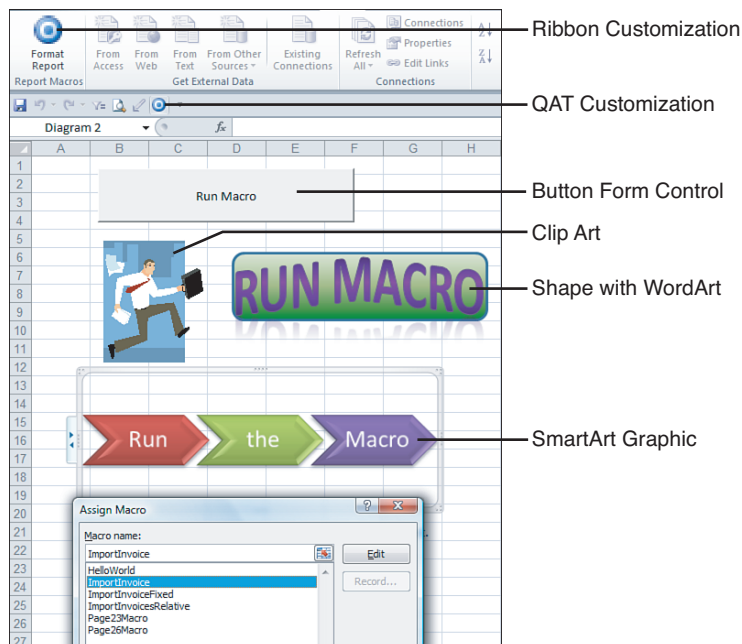 Format Report
Report Macros
From Access
From Web
From Text
From Other Sources
Get External Data
Existing Connections
Refresh All
Connections
Properties
Edit Links
Connections
A Z
Z A
Ribbon Customization
QAT Customization
Diagram 2
fx
A B C D E F G H
1
2
3
4
5
6
7
8
9
10
11
12
13
14
15
16
17
18
19
20
21
22
23
24
25
26
27
Run Macro
Button Form Control
Clip Art
RUN MACRO
Shape with WordArt
Run the Macro
SmartArt Graphic
Assign Macro
? X
Macro name:
ImportInvoice
Edit
HelloWorld
ImportInvoice
Record...
ImportInvoiceFixed
ImportInvoicesRelative
Page23Macro
Page26Macro